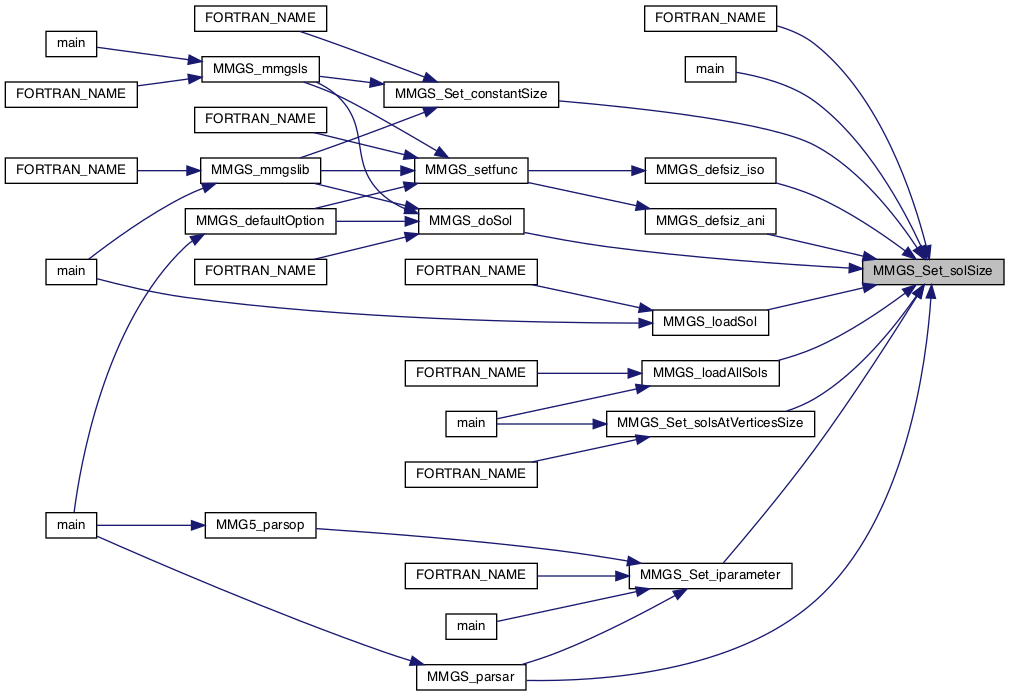 FORTRAN_NAME
FORTRAN_NAME
main
MMGS_mmgsls
main
FORTRAN_NAME
MMGS_Set_constantSize
FORTRAN_NAME
FORTRAN_NAME
MMGS_mmgslib
MMGS_setfunc
MMGS_defsiz_iso
MMGS_defaultOption
MMGS_doSol
MMGS_defsiz_ani
main
FORTRAN_NAME
FORTRAN_NAME
MMGS_Set_solSize
MMGS_loadSol
FORTRAN_NAME
MMGS_loadAllSols
main
MMGS_Set_solsAtVerticesSize
FORTRAN_NAME
main
MMG5_parsop
FORTRAN_NAME
MMGS_Set_iparameter
main
MMGS_parsar